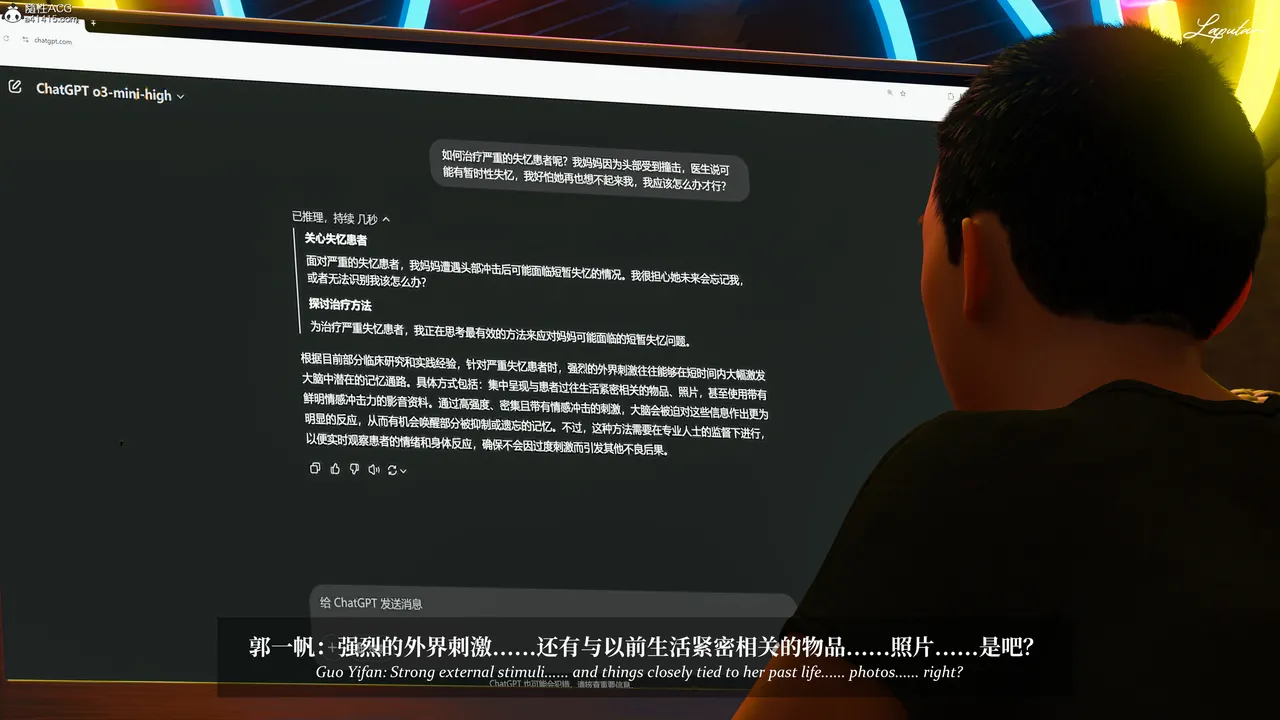 随性ACG
chatgpt.com
ChatGPT o3-mini-high
Laputa
如何治疗严重的失忆患者呢？我妈妈因为头部受到撞击，医生说可
能有暂时性失忆，我好怕她再也想不起来我，我应该怎么办才行？
已推理，持续 几秒
关心失忆患者
面对严重的失忆患者，我妈妈遭遇头部冲击后可能面临短暂失忆的情况。我很担心她未来会忘记我，
或者无法识别我该怎么办？
探讨治疗方法
为治疗严重失忆患者，我正在思考最有效的方法来应对妈妈可能面临的短暂失忆问题。
根据目前部分临床研究和实践经验，针对严重失忆患者时，强烈的外界刺激往往能够在短时间内大幅激发
大脑中潜在的记忆通路。具体方式包括：集中呈现与患者过往生活紧密相关的物品、照片，甚至使用带有
鲜明情感冲击力的影音资料。通过高强度、密集且带有情感冲击的刺激，大脑会被迫对这些信息作出更为
明显的反应，从而有机会唤醒部分被抑制或遗忘的记忆。不过，这种方法需要在专业人士的监督下进行，
以便实时观察患者的情绪和身体反应，确保不会因过度刺激而引发其他不良后果。
给 ChatGPT 发送消息
郭一帆：强烈的外界刺激……还有与以前生活紧密相关的物品……照片……是吧？
Guo Yifan: Strong external stimuli...... and things closely tied to her past life...... photos...... right?
ChatGPT 也可能会犯错。请核查重要信息。